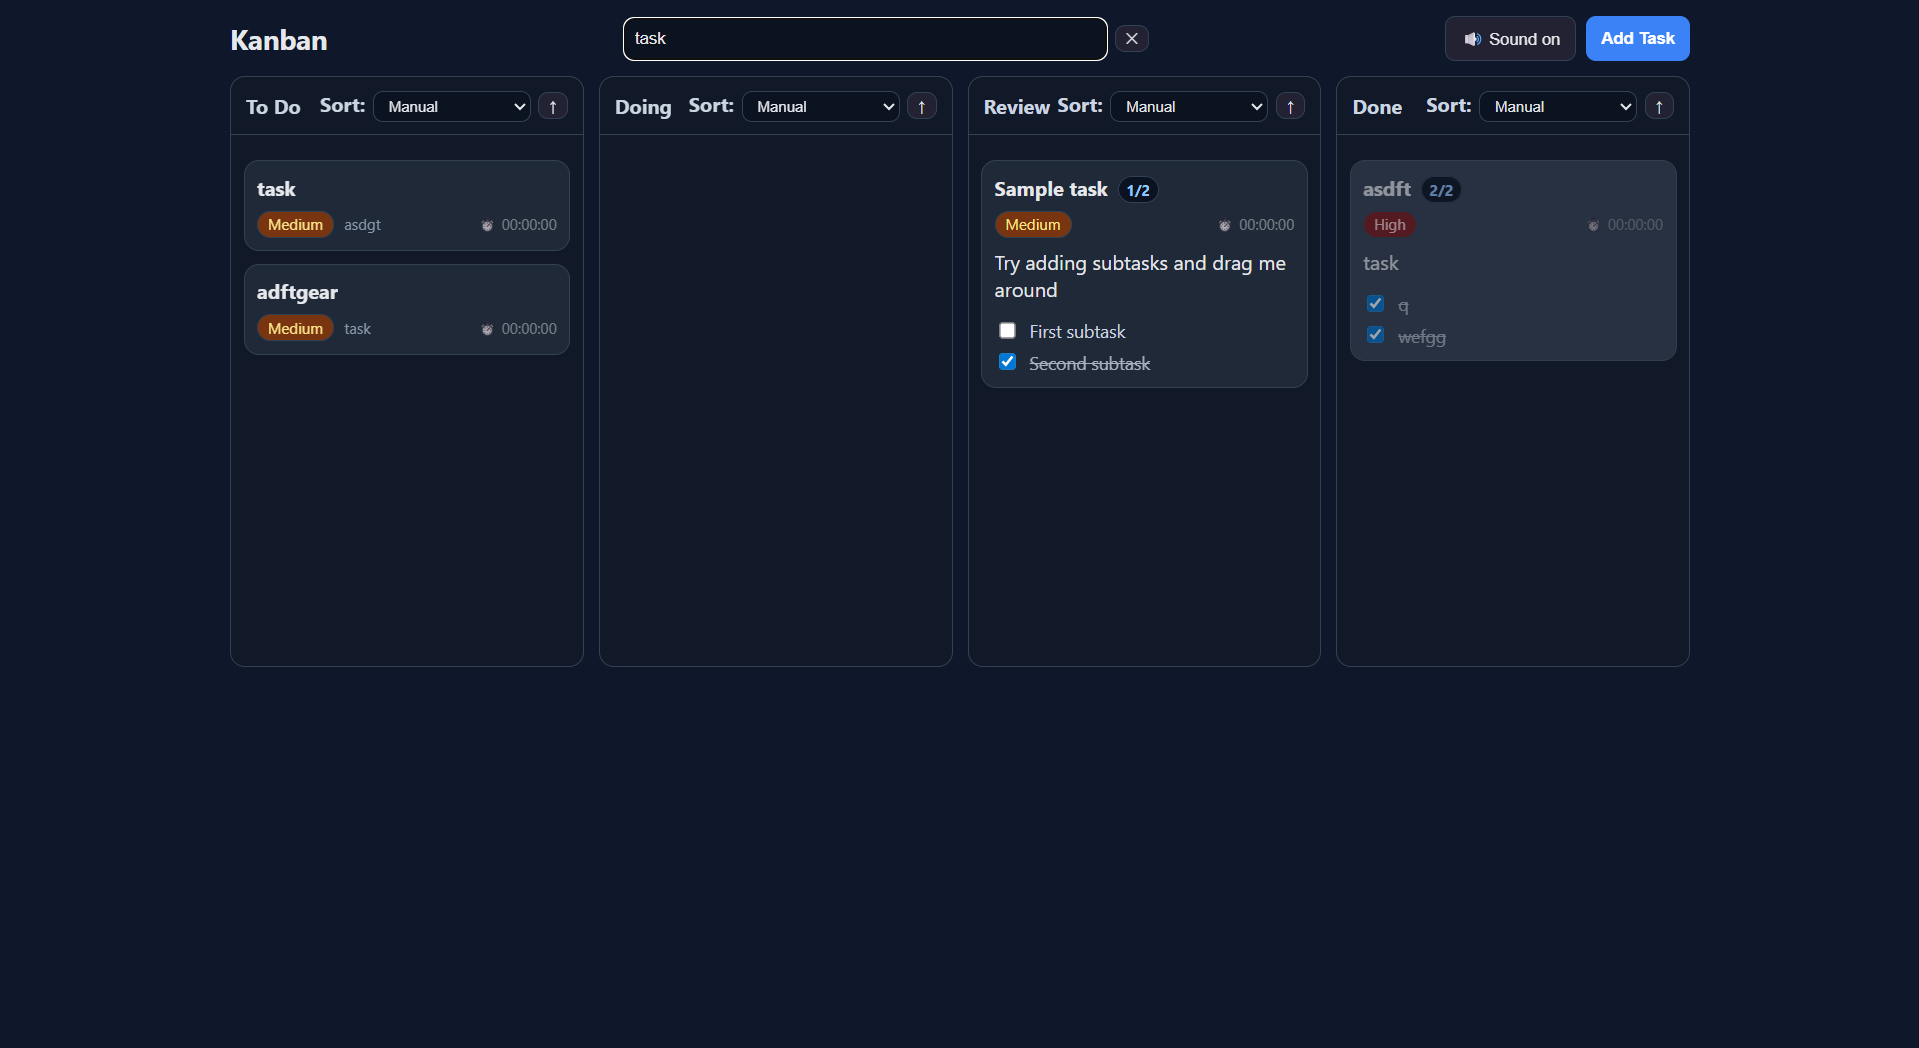 Kanban
task
Sound on
Add Task
To Do Sort: Manual ↑
Doing Sort: Manual ↑
Review Sort: Manual ↑
Done Sort: Manual ↑
task
Medium asdgt 00:00:00
adftgear
Medium task 00:00:00
Sample task 1/2
Medium 00:00:00
Try adding subtasks and drag me
around
First subtask
Second subtask
asdft 2/2
High 00:00:00
task
q
wefgg